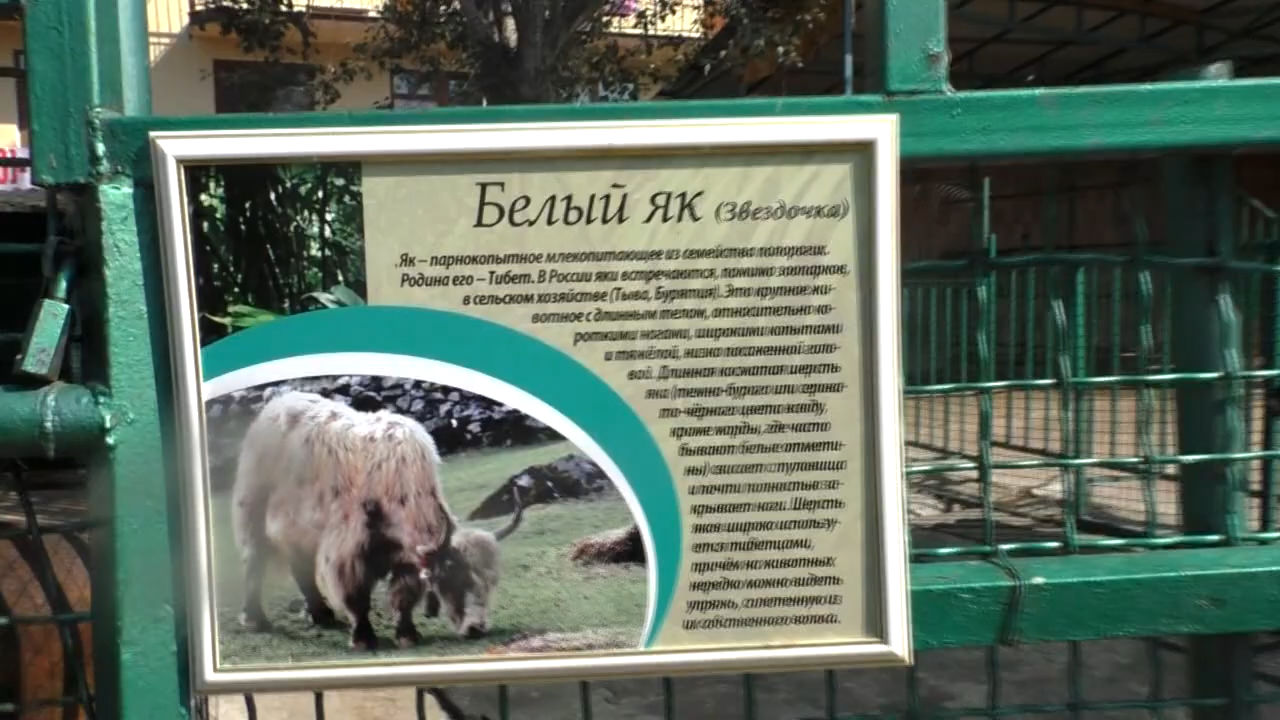 Белый як (Звездочка)
Як – парнокопытное млекопитающее из семейства полорогих.
Родина его – Тибет. В России яки встречаются, помимо зоопарков,
в сельском хозяйстве (Тыва, Бурятия). Это крупное жи-
вотное с длинным телом, относительно ко-
роткими ногами, широкими копытами
и тяжёлой, низко посаженной голо-
вой. Длинная косматая шерсть
яка (темно-бурого или серова-
то-чёрного цвета всюду,
кроме морды, где часто
бывают белые отмети-
ны) свисает с туловища
и почти полностью за-
крывает ноги. Шерсть
яков широко использу-
ется тибетцами,
причём на животных
нередко можно видеть
упряжь, сплетенную из
их собственного волоса.